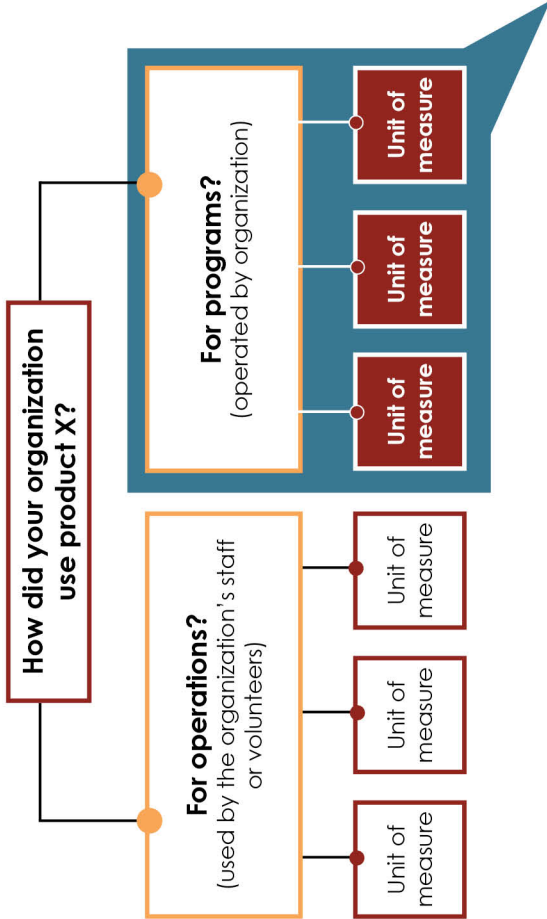 How did your organization
use product X?
For operations?
(used by the organization's staff
or volunteers)
Unit of
measure
Unit of
measure
Unit of
measure
For programs?
(operated by organization)
Unit of
measure
Unit of
measure
Unit of
measure